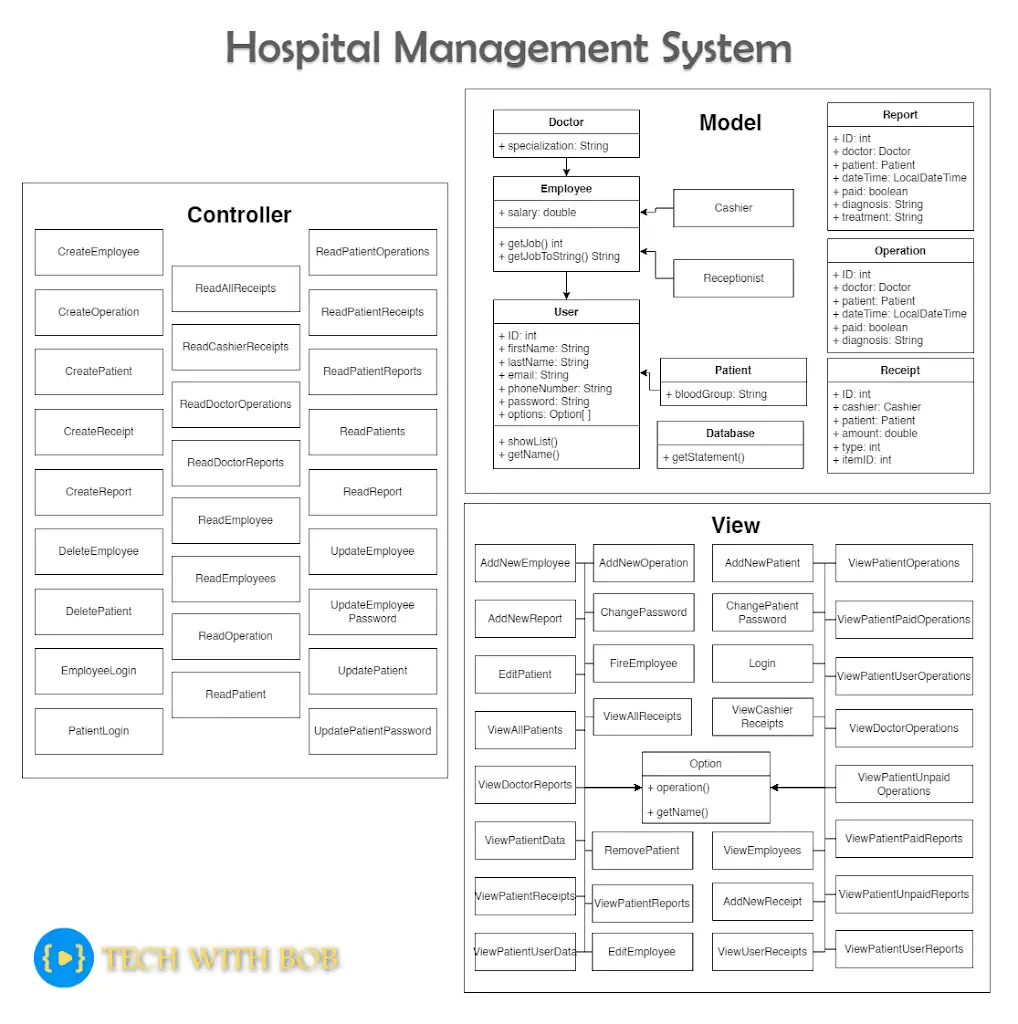 Hospital Management System
Controller
CreateEmployee
CreateOperation
CreatePatient
CreateReceipt
CreateReport
DeleteEmployee
DeletePatient
EmployeeLogin
PatientLogin
ReadAllReceipts
ReadCashierReceipts
ReadDoctorOperations
ReadDoctorReports
ReadEmployee
ReadEmployees
ReadOperation
ReadPatient
ReadPatientOperations
ReadPatientReceipts
ReadPatientReports
ReadPatients
ReadReport
UpdateEmployee
UpdateEmployee
Password
UpdatePatient
UpdatePatientPassword
Model
Doctor
+ specialization: String
Employee
+ salary: double
+ getJob() int
+ getJobToString() String
User
+ ID: int
+ firstName: String
+ lastName: String
+ email: String
+ phoneNumber: String
+ password: String
+ options: Option[ ]
+ showList()
+ getName()
Cashier
Receptionist
Patient
+ bloodGroup: String
Database
+ getStatement()
Report
+ ID: int
+ doctor: Doctor
+ patient: Patient
+ dateTime: LocalDateTime
+ paid: boolean
+ diagnosis: String
+ treatment: String
Operation
+ ID: int
+ doctor: Doctor
+ patient: Patient
+ dateTime: LocalDateTime
+ paid: boolean
+ diagnosis: String
Receipt
+ ID: int
+ cashier: Cashier
+ patient: Patient
+ amount: double
+ type: int
+ itemID: int
View
AddNewEmployee
AddNewReport
EditPatient
ViewAllPatients
ViewDoctorReports
ViewPatientData
ViewPatientReceipts
ViewPatientUserData
AddNewOperation
ChangePassword
FireEmployee
ViewAllReceipts
Option
+ operation()
+ getName()
RemovePatient
ViewPatientReports
EditEmployee
AddNewPatient
ChangePatient
Password
Login
ViewCashier
Receipts
ViewEmployees
AddNewReceipt
ViewUserReceipts
ViewPatientOperations
ViewPatientPaidOperations
ViewPatientUserOperations
ViewDoctorOperations
ViewPatientUnpaid
Operations
ViewPatientPaidReports
ViewPatientUnpaidReports
ViewPatientUserReports
TECH WITH BOB